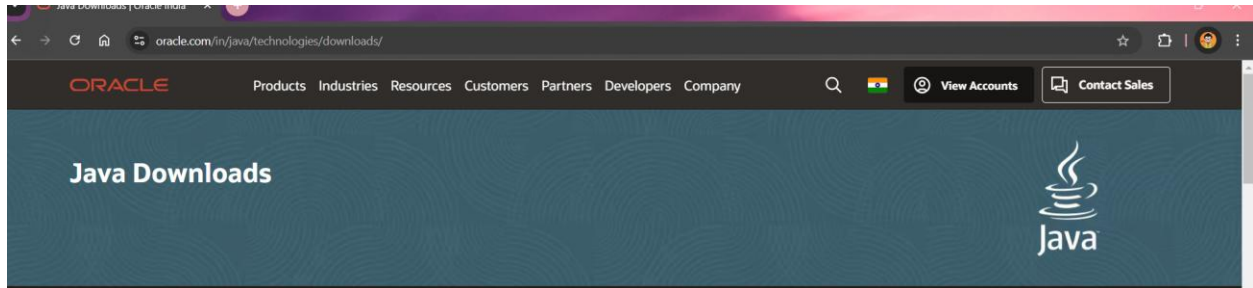 Java Downloads | Oracle India
oracle.com/in/java/technologies/downloads/
ORACLE Products Industries Resources Customers Partners Developers Company View Accounts Contact Sales
Java Downloads
Java